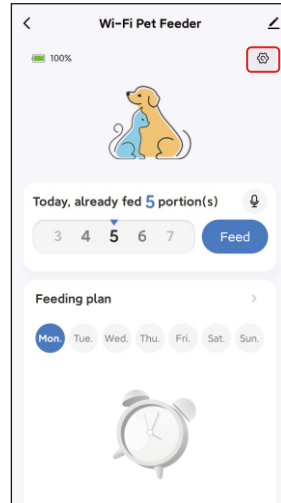 Wi-Fi Pet Feeder
100%
Today, already fed 5 portion(s)
3 4 5 6 7 Feed
Feeding plan
Mon. Tue. Wed. Thu. Fri. Sat. Sun.